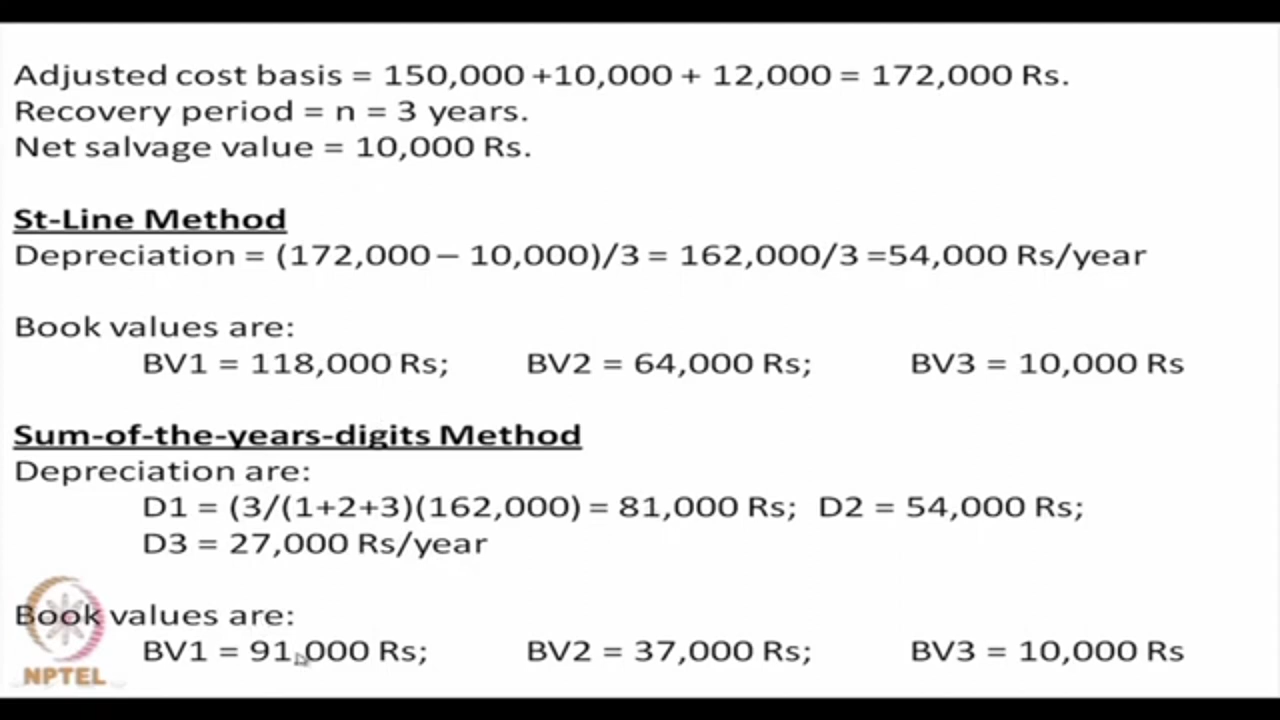 Adjusted cost basis = 150,000 +10,000 + 12,000 = 172,000 Rs.
Recovery period = n = 3 years.
Net salvage value = 10,000 Rs.
St-Line Method
Depreciation = (172,000 – 10,000)/3 = 162,000/3 =54,000 Rs/year
Book values are:
BV1 = 118,000 Rs; BV2 = 64,000 Rs; BV3 = 10,000 Rs
Sum-of-the-years-digits Method
Depreciation are:
D1 = (3/(1+2+3)(162,000) = 81,000 Rs; D2 = 54,000 Rs;
D3 = 27,000 Rs/year
Book values are:
BV1 = 91,000 Rs; BV2 = 37,000 Rs; BV3 = 10,000 Rs
NPTEL